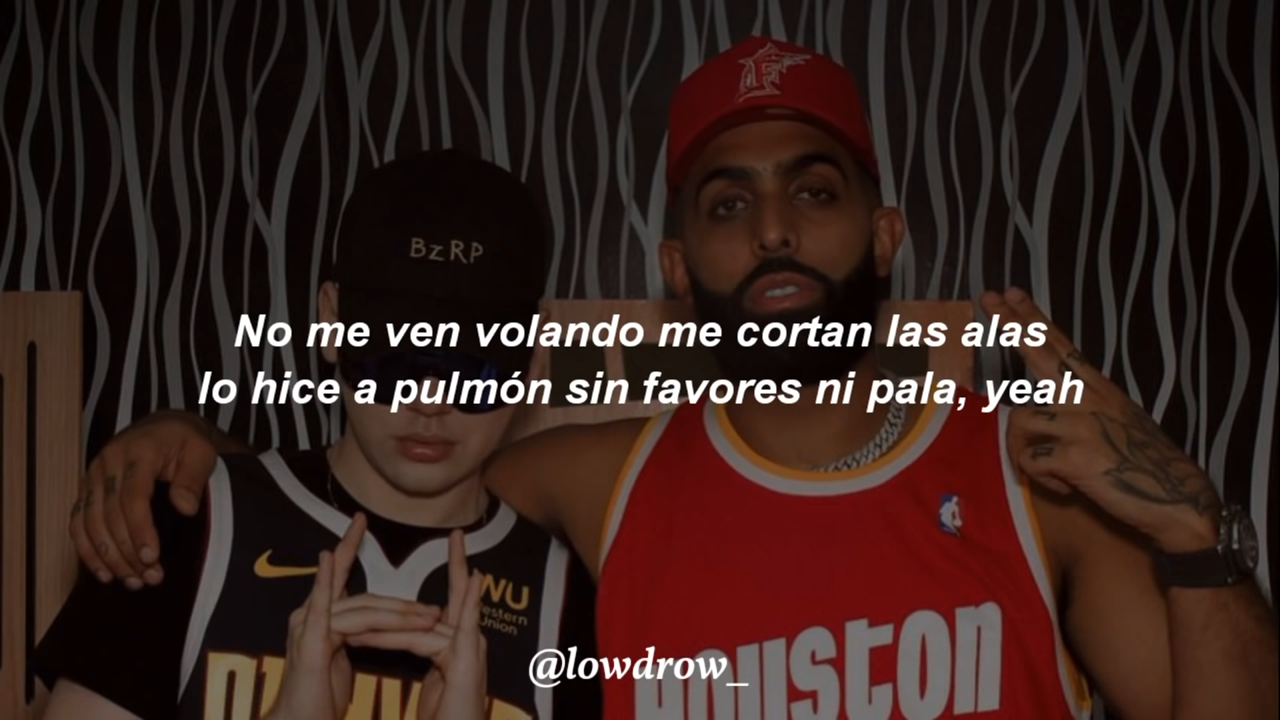 BzRP
No me ven volando me cortan las alas
lo hice a pulmón sin favores ni pala, yeah
WU
Western
Union
@lowdrow_
HOUSTON